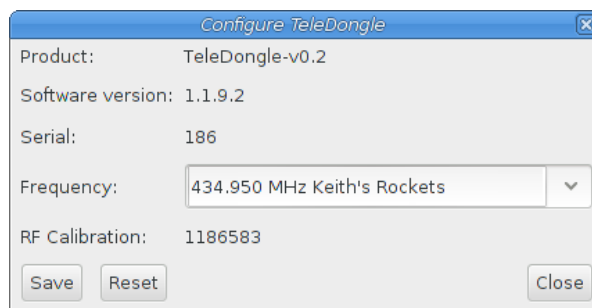 Configure TeleDongle
Product: TeleDongle-v0.2
Software version: 1.1.9.2
Serial: 186
Frequency: 434.950 MHz Keith's Rockets
RF Calibration: 1186583
Save Reset Close